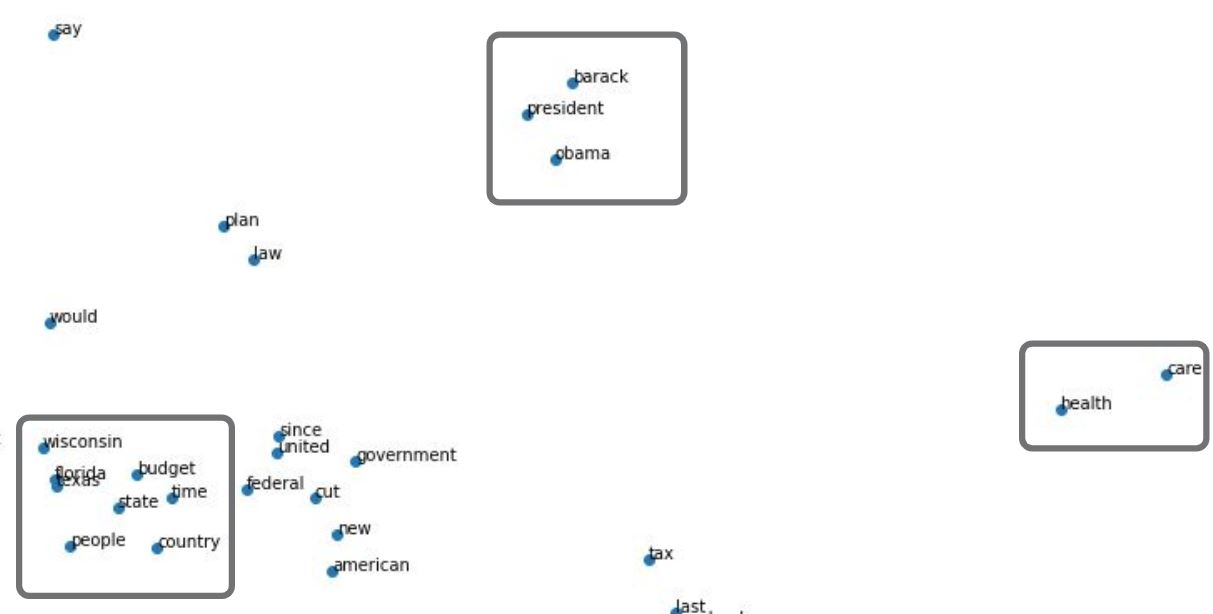 say
barack
president
obama
plan
law
would
care
health
since
wisconsin
united
government
budget
florida
texas
federal
time
cut
state
new
people
country
tax
american
last